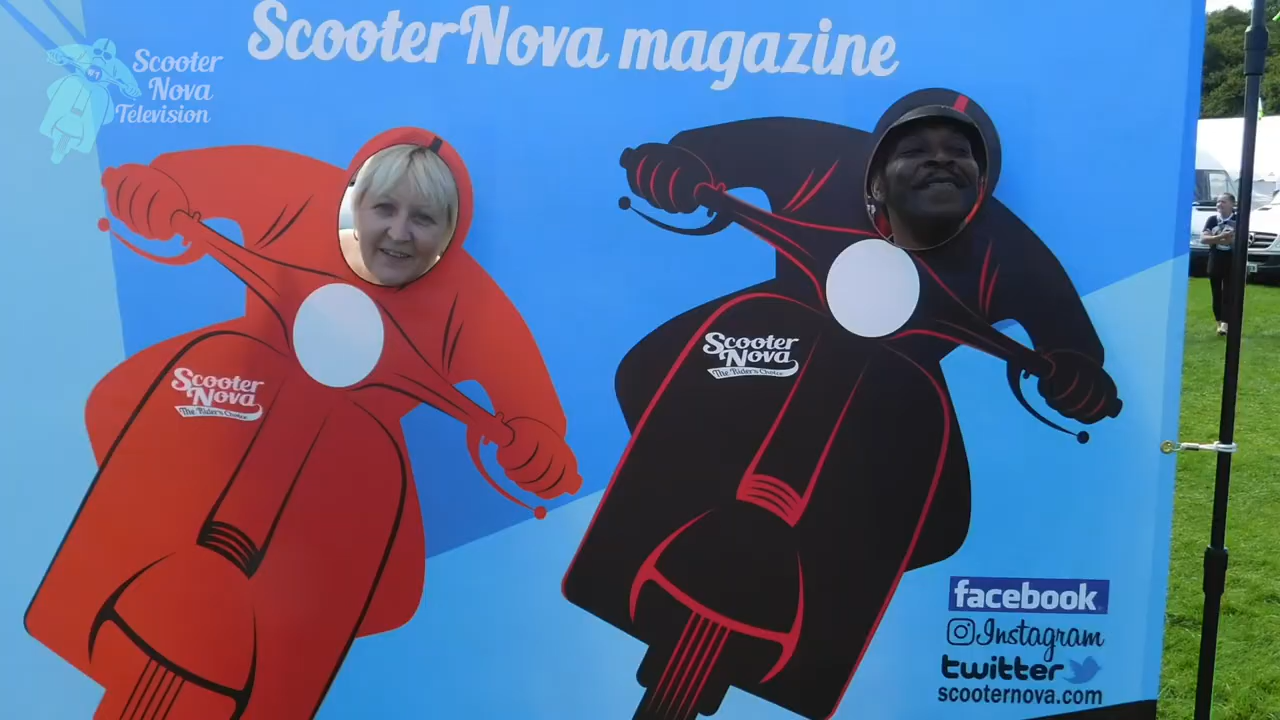 ScooterNova magazine
Scooter
Nova
Television
Scooter
Nova
The Rider's Choice
Scooter
Nova
The Rider's Choice
facebook
Instagram
twitter
scooternova.com